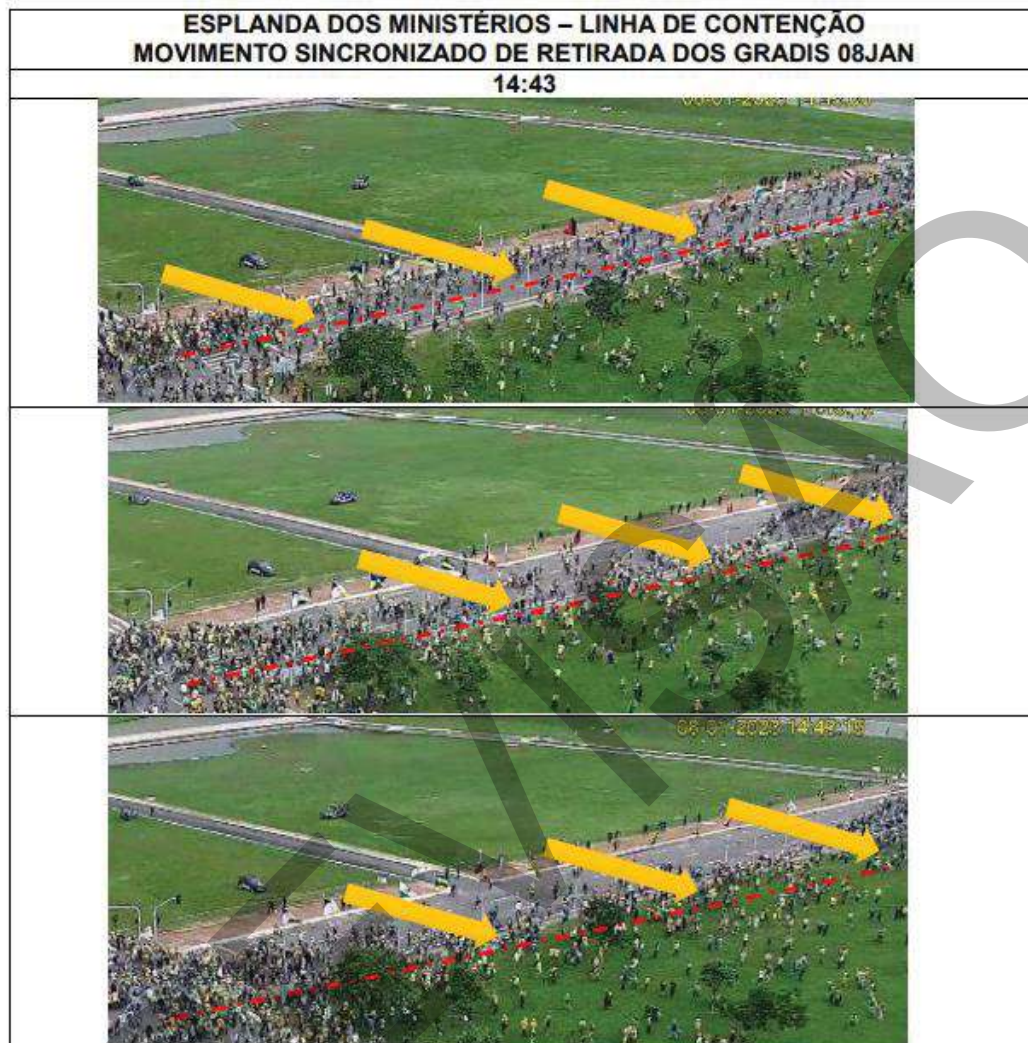 ESPLANDA DOS MINISTÉRIOS – LINHA DE CONTENÇÃO
MOVIMENTO SINCRONIZADO DE RETIRADA DOS GRADIS 08JAN
14:43